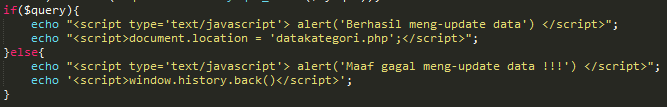 if($query){
echo "<script type='text/javascript'> alert('Berhasil meng-update data') </script>";
echo "<script>document.location = 'datakategori.php';</script>";
}else{
echo "<script type='text/javascript'> alert('Maaf gagal meng-update data !!!') </script>";
echo '<script>window.history.back()</script>';
}